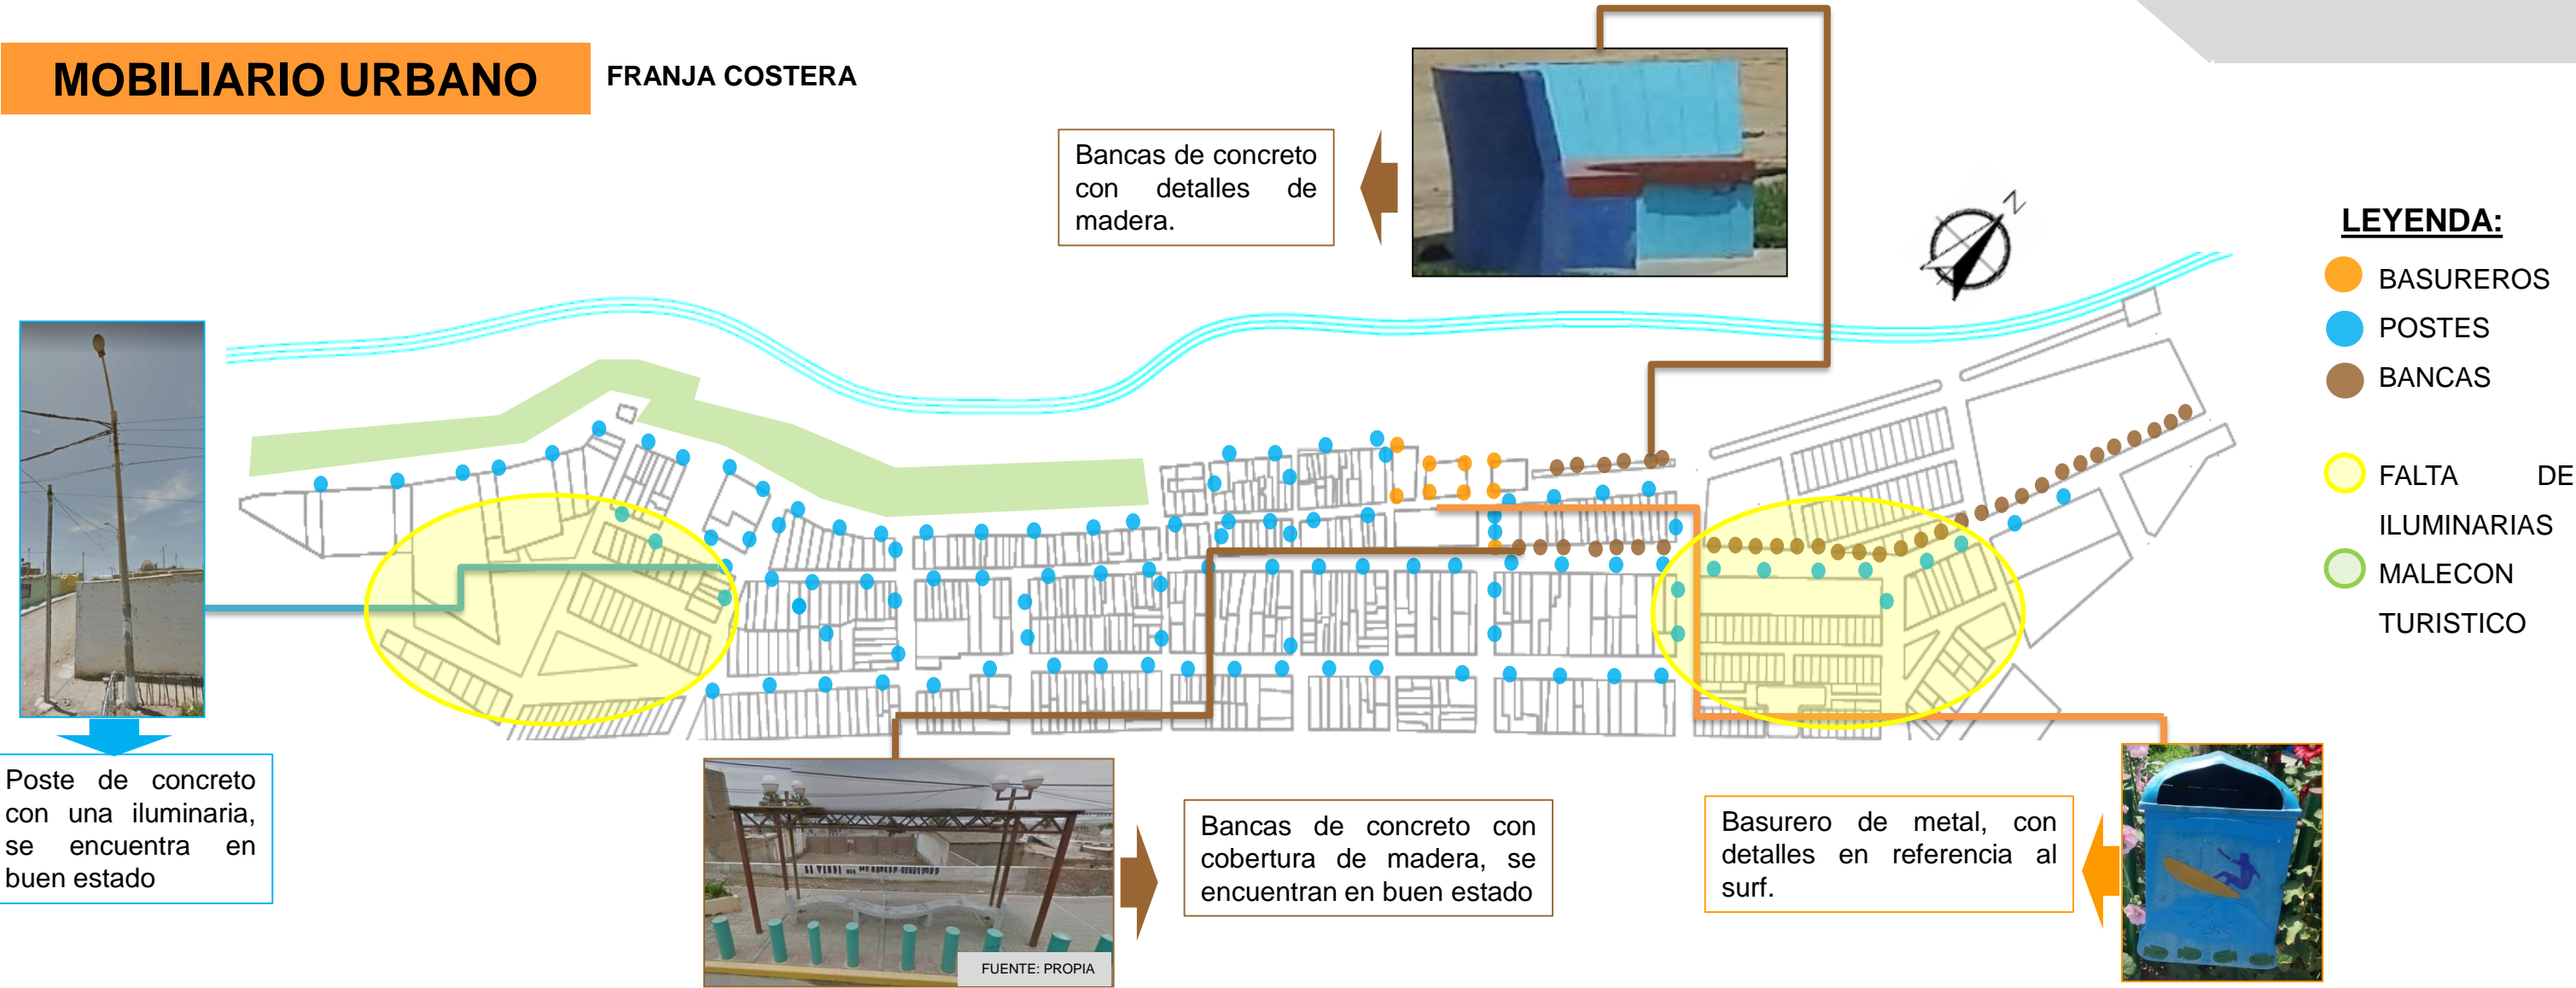 MOBILIARIO URBANO
FRANJA COSTERA
Bancas de concreto
con detalles de
madera.
N
LEYENDA:
BASUREROS
POSTES
BANCAS
FALTA DE
ILUMINARIAS
MALECON
TURISTICO
Poste de concreto
con una iluminaria,
se encuentra en
buen estado
FUENTE: PROPIA
Bancas de concreto con
cobertura de madera, se
encuentran en buen estado
Basurero de metal, con
detalles en referencia al
surf.